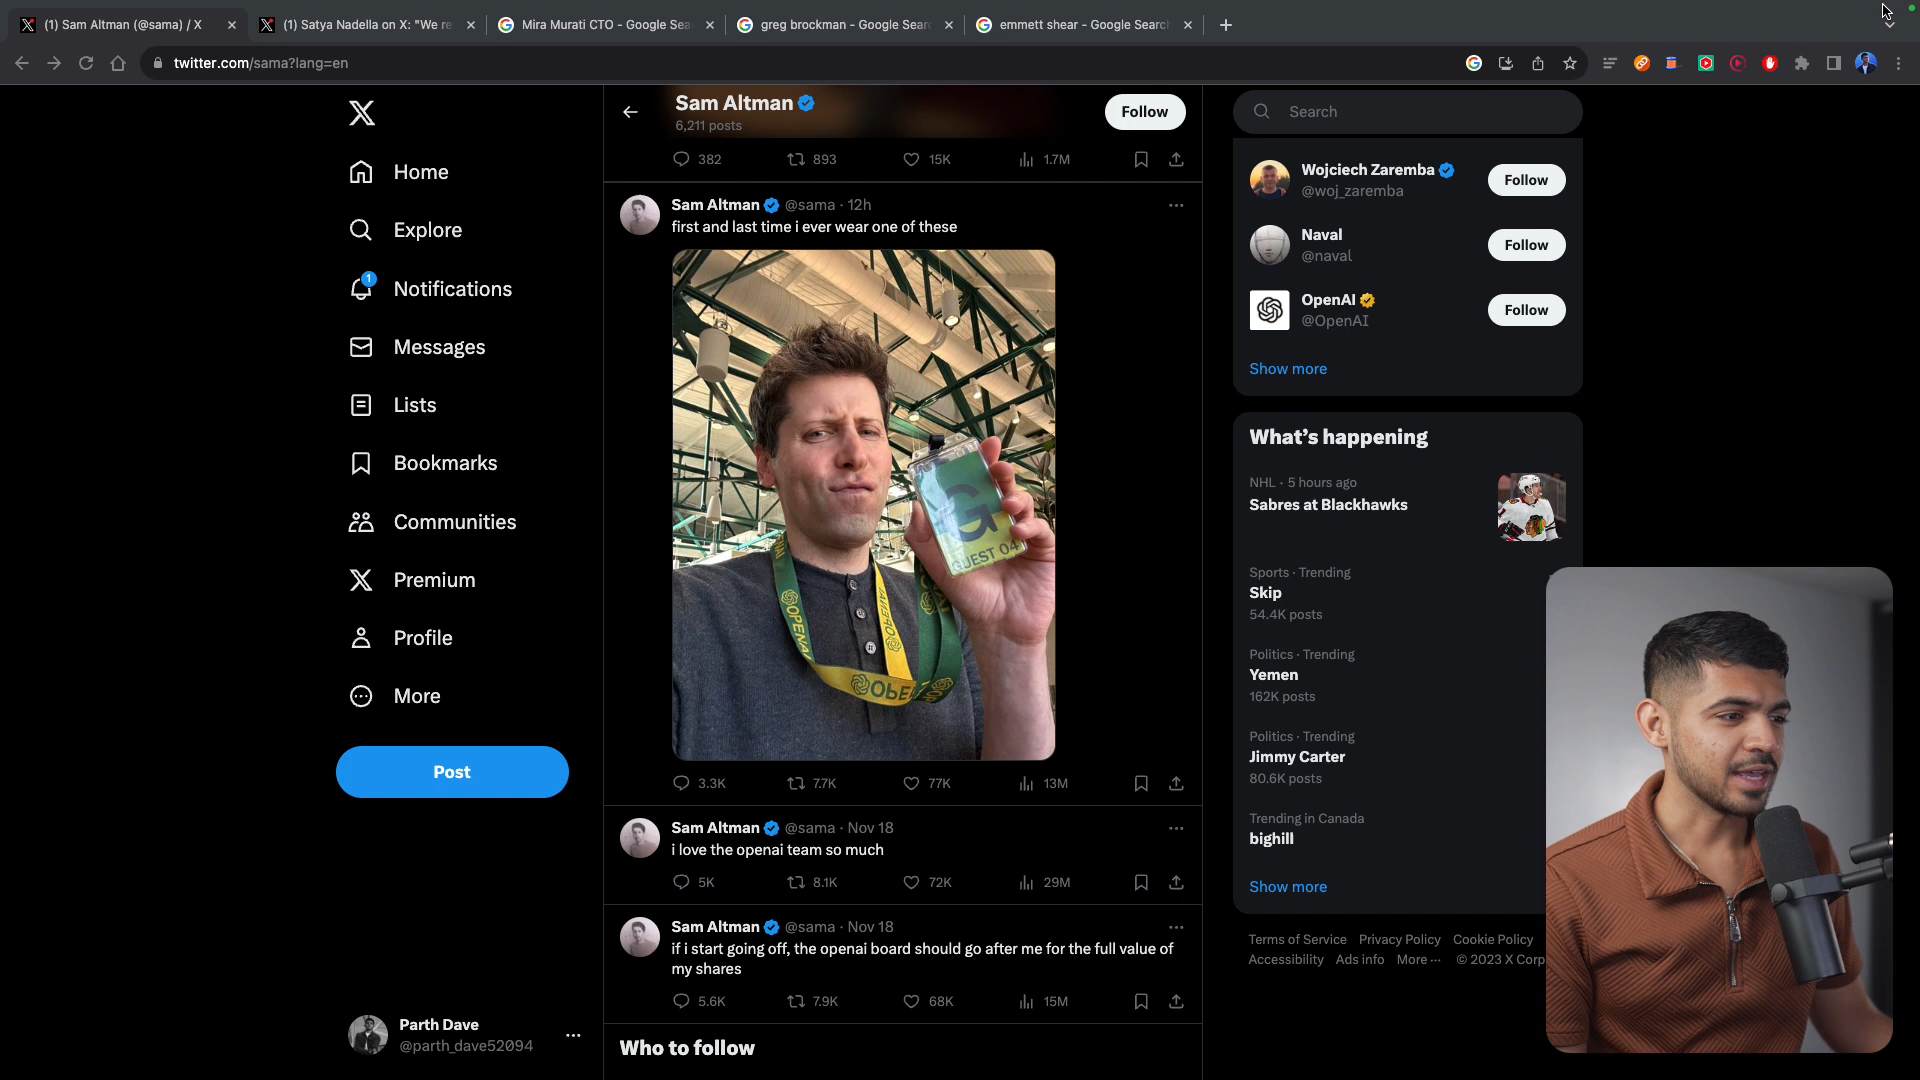 (1) Sam Altman (@sama) / X
(1) Satya Nadella on X: "We re
Mira Murati CTO - Google Sea
greg brockman - Google Sear
emmett shear - Google Search
twitter.com/sama?lang=en
Home
Explore
1
Notifications
Messages
Lists
Bookmarks
Communities
Premium
Profile
More
Post
Parth Dave
@parth_dave52094
Sam Altman
6,211 posts
Follow
382 893 15K 1.7M
Sam Altman @sama · 12h
first and last time i ever wear one of these
G
GUEST 04
OPENAI
OPENAI
3.3K 7.7K 77K 13M
Sam Altman @sama · Nov 18
i love the openai team so much
5K 8.1K 72K 29M
Sam Altman @sama · Nov 18
if i start going off, the openai board should go after me for the full value of
my shares
5.6K 7.9K 68K 15M
Who to follow
Search
Wojciech Zaremba
@woj_zaremba
Follow
Naval
@naval
Follow
OpenAI
@OpenAI
Follow
Show more
What's happening
NHL · 5 hours ago
Sabres at Blackhawks
Sports · Trending
Skip
54.4K posts
Politics · Trending
Yemen
162K posts
Politics · Trending
Jimmy Carter
80.6K posts
Trending in Canada
bighill
Show more
Terms of Service Privacy Policy Cookie Policy
Accessibility Ads info More ··· © 2023 X Corp